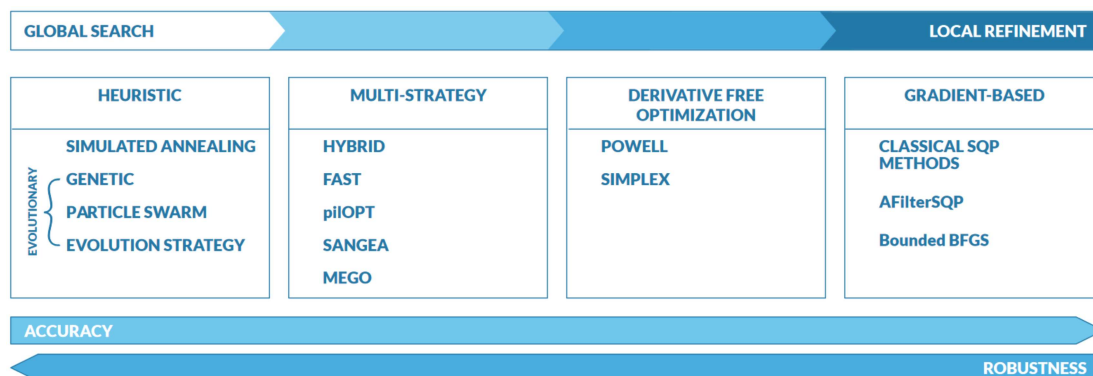 GLOBAL SEARCH
LOCAL REFINEMENT
HEURISTIC
SIMULATED ANNEALING
EVOLUTIONARY
GENETIC
PARTICLE SWARM
EVOLUTION STRATEGY
MULTI-STRATEGY
HYBRID
FAST
pilOPT
SANGEA
MEGO
DERIVATIVE FREE
OPTIMIZATION
POWELL
SIMPLEX
GRADIENT-BASED
CLASSICAL SQP
METHODS
AFilterSQP
Bounded BFGS
ACCURACY
ROBUSTNESS